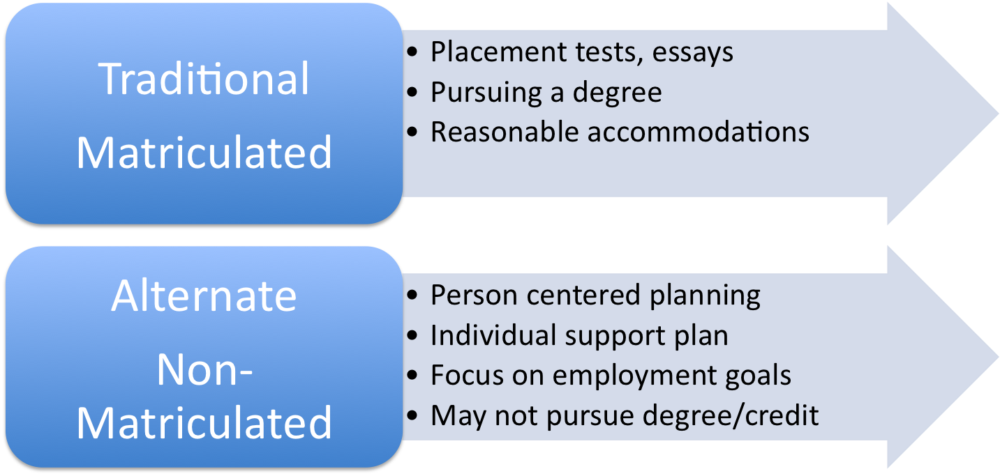 Traditional
Matriculated
• Placement tests, essays
• Pursuing a degree
• Reasonable accommodations
Alternate
Non-
Matriculated
• Person centered planning
• Individual support plan
• Focus on employment goals
• May not pursue degree/credit